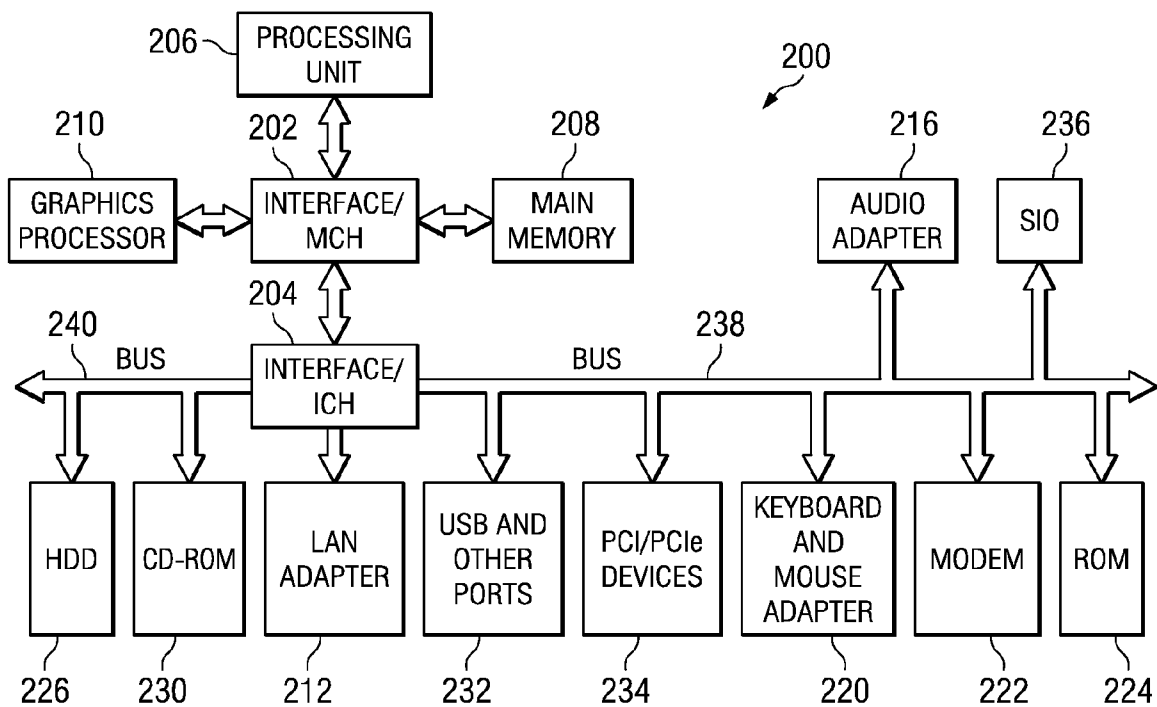 206
PROCESSING
UNIT
200
210
202
208
216
236
GRAPHICS
PROCESSOR
INTERFACE/
MCH
MAIN
MEMORY
AUDIO
ADAPTER
SIO
204
240
238
BUS
INTERFACE/
ICH
BUS
HDD
CD-ROM
LAN
ADAPTER
USB AND
OTHER
PORTS
PCI/PCIe
DEVICES
KEYBOARD
AND
MOUSE
ADAPTER
MODEM
ROM
226
230
212
232
234
220
222
224